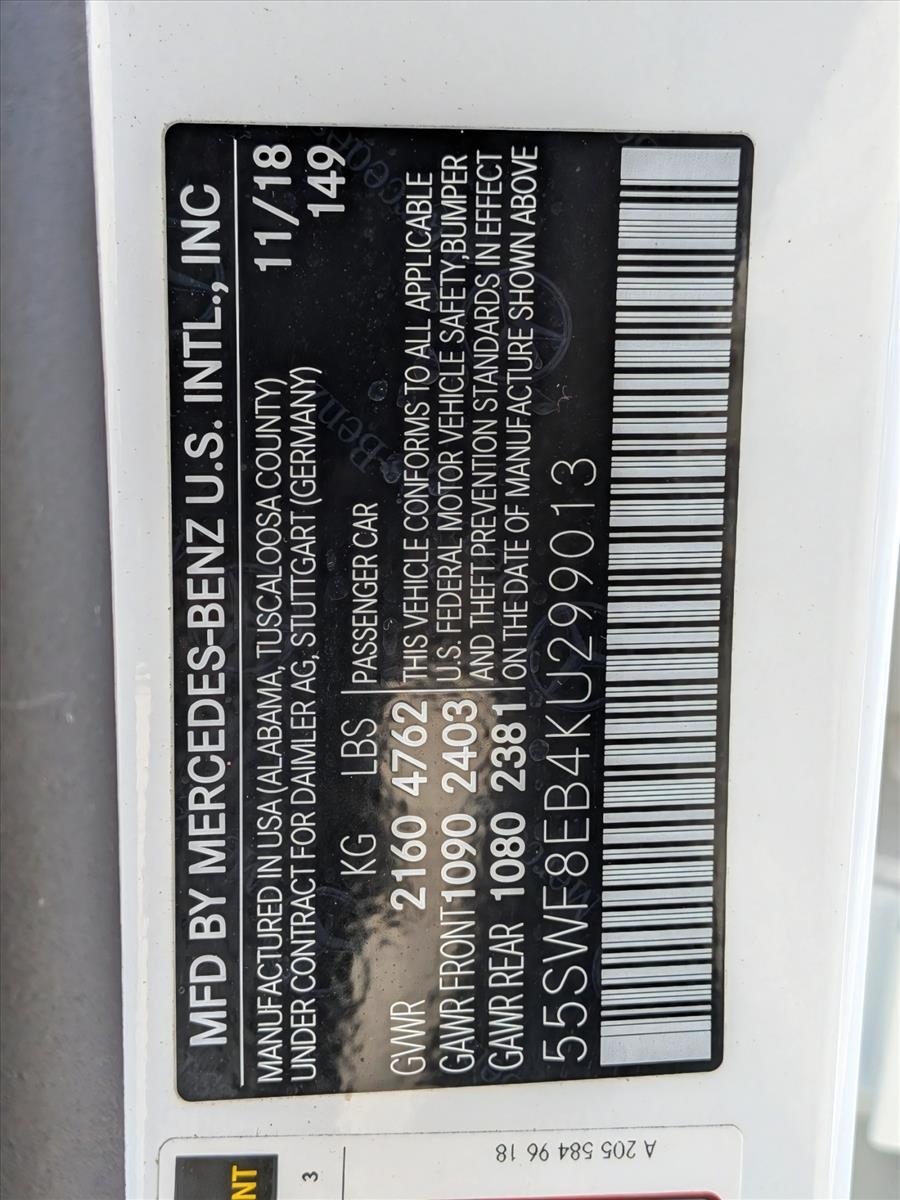 MFD BY MERCEDES-BENZ U.S. INTL., INC
MANUFACTURED IN USA (ALABAMA, TUSCALOOSA COUNTY) 11/18
UNDER CONTRACT FOR DAIMLER AG, STUTTGART (GERMANY) 149
KG LBS PASSENGER CAR
GVWR 2160 4762 THIS VEHICLE CONFORMS TO ALL APPLICABLE
GAWR FRONT 1090 2403 U.S. FEDERAL MOTOR VEHICLE SAFETY,BUMPER
GAWR REAR 1080 2381 AND THEFT PREVENTION STANDARDS IN EFFECT
ON THE DATE OF MANUFACTURE SHOWN ABOVE
55SWF8EB4KU299013
NT
3
A 205 584 96 18